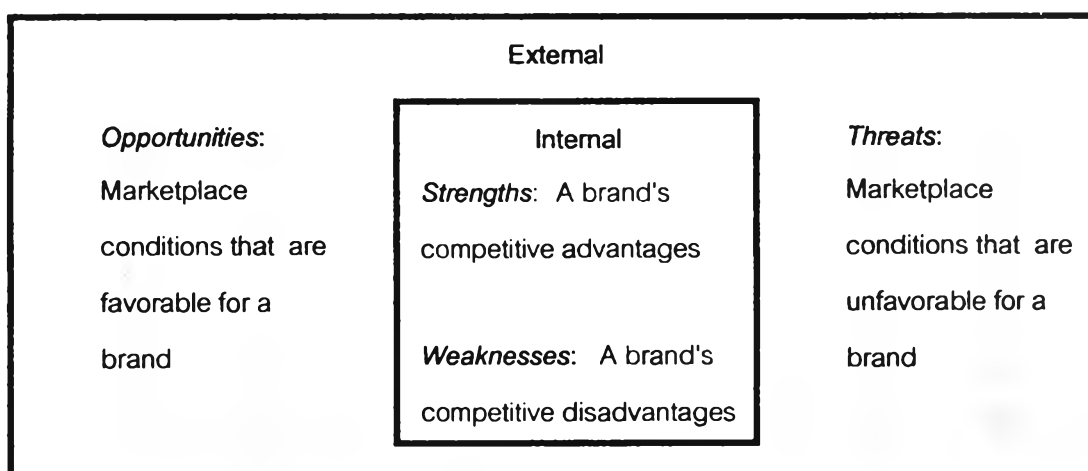 External
Opportunities:
Marketplace
conditions that are
favorable for a
brand
Internal
Strengths: A brand's
competitive advantages
Weaknesses: A brand's
competitive disadvantages
Threats:
Marketplace
conditions that are
unfavorable for a
brand